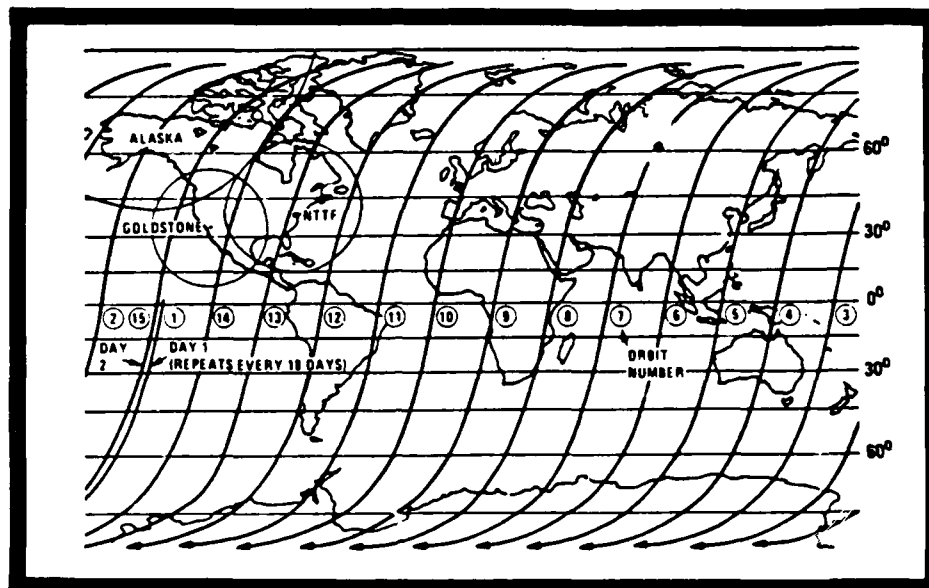 ALASKA
60°
NTTF
GOLDSTONE
30°
0°
2 15 1 14 13 12 11 10 9 8 7 6 5 4 3
DAY 2
DAY 1
(REPEATS EVERY 18 DAYS)
ORBIT
NUMBER
30°
60°